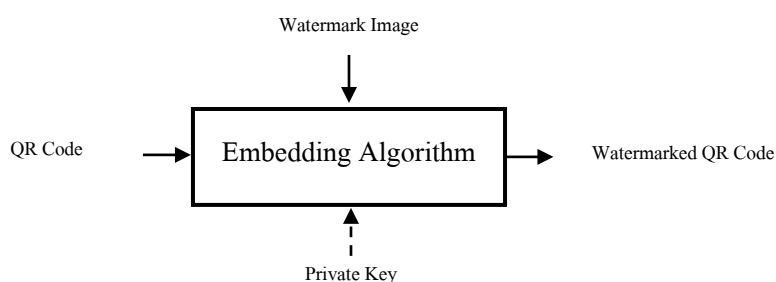 Watermark Image
QR Code
Embedding Algorithm
Watermarked QR Code
Private Key